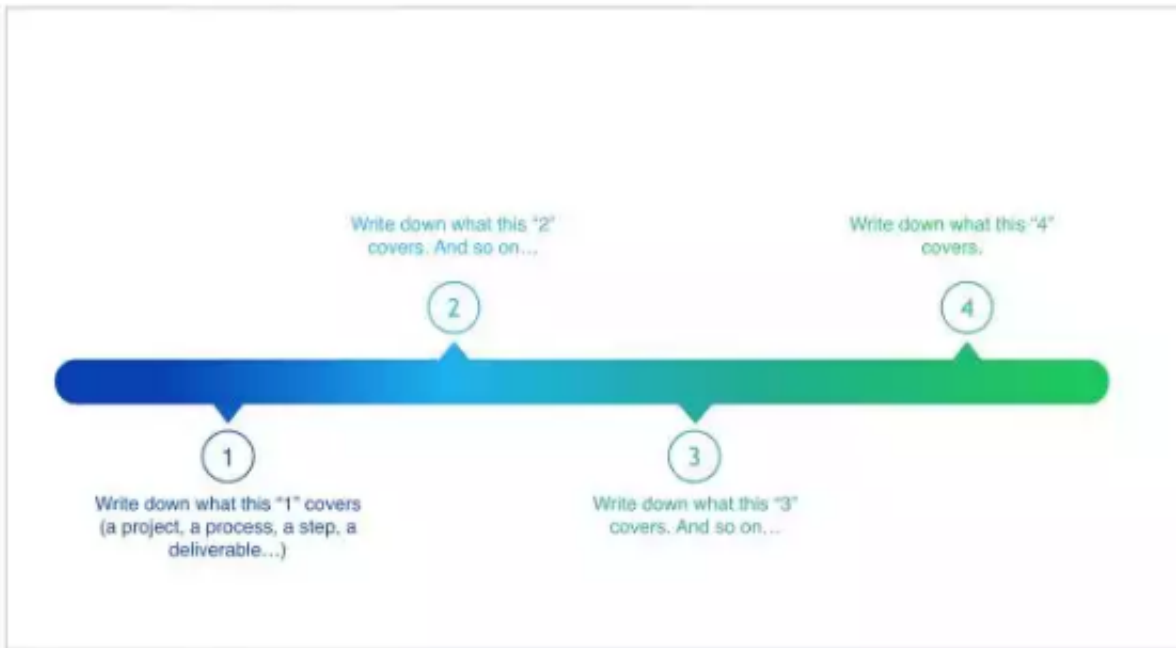 Write down what this "2"
covers. And so on...
Write down what this "4"
covers.
2
4
1
3
Write down what this "1" covers
(a project, a process, a step, a
deliverable...)
Write down what this "3"
covers. And so on...